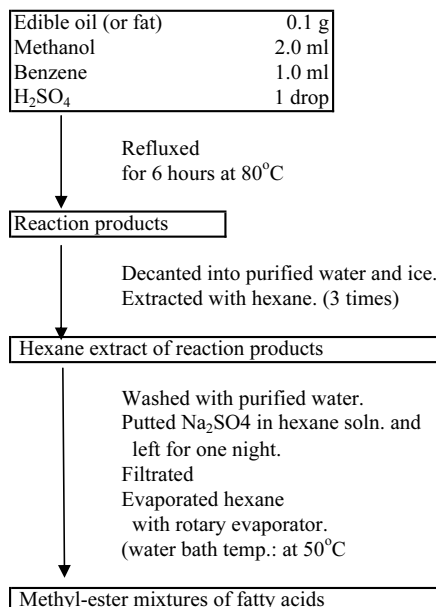 Edible oil (or fat) 0.1 g
Methanol 2.0 ml
Benzene 1.0 ml
H₂SO₄ 1 drop
Refluxed
for 6 hours at 80°C
Reaction products
Decanted into purified water and ice.
Extracted with hexane. (3 times)
Hexane extract of reaction products
Washed with purified water.
Putted Na₂SO4 in hexane soln. and
left for one night.
Filtrated
Evaporated hexane
with rotary evaporator.
(water bath temp.: at 50°C
Methyl-ester mixtures of fatty acids